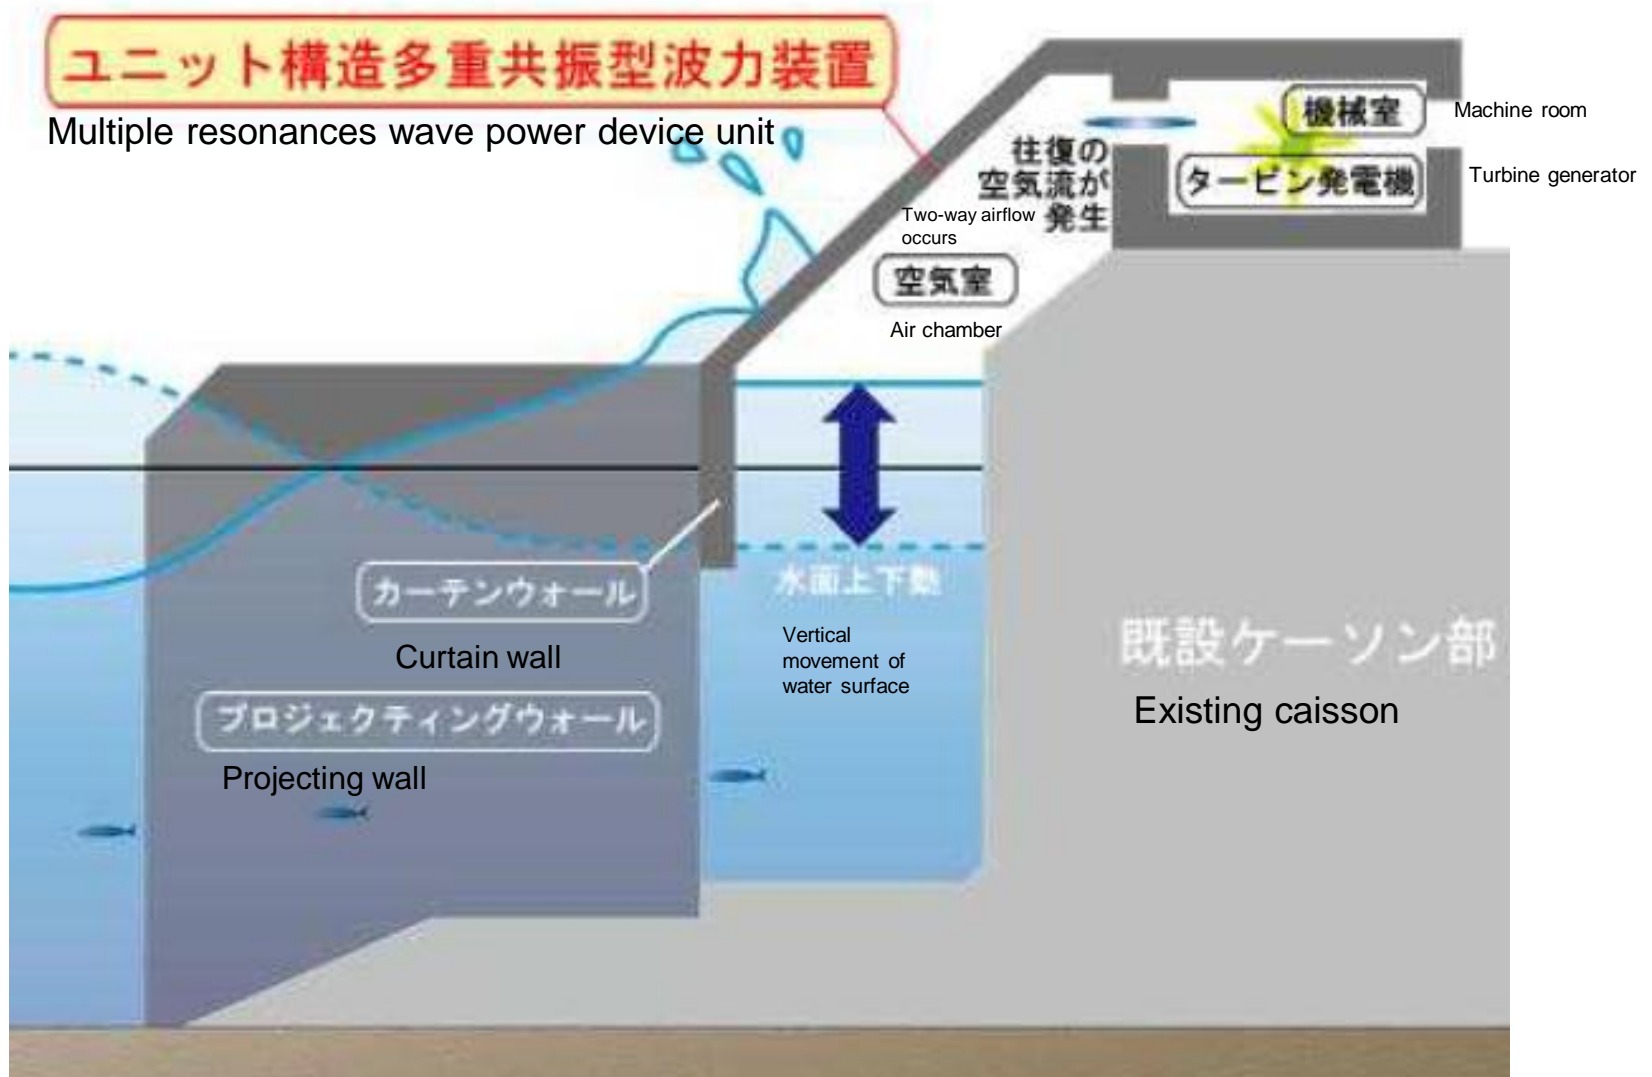 ユニット構造多重共振型波力装置
Multiple resonances wave power device unit
機械室
Machine room
往復の
空気流が
発生
タービン発電機
Turbine generator
Two-way airflow
occurs
空気室
Air chamber
カーテンウォール
Curtain wall
水面上下動
Vertical
movement of
water surface
既設ケーソン部
Existing caisson
プロジェクティングウォール
Projecting wall